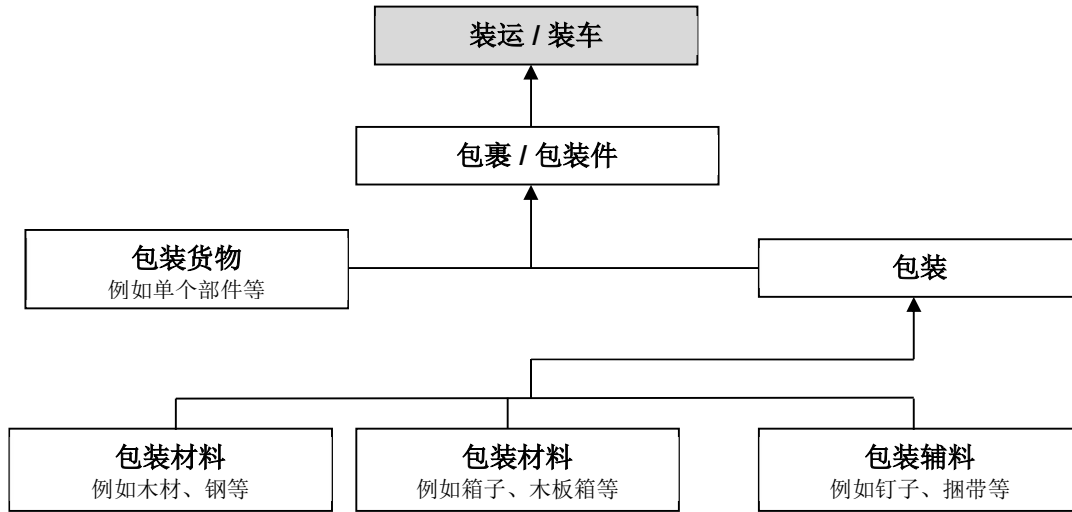 装运 / 装车
包裹 / 包装件
包装货物
例如单个部件等
包装
包装材料
例如木材、钢等
包装材料
例如箱子、木板箱等
包装辅料
例如钉子、捆带等